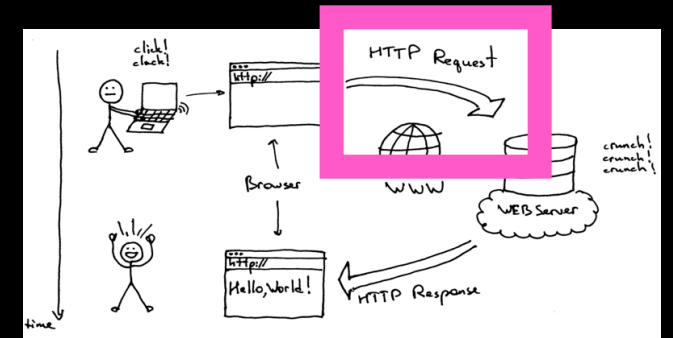 click!
clack!
http://
HTTP Request
crunch!
crunch!
crunch!
Browser
WWW
WEB Server
http://
Hello, World!
HTTP Response
time